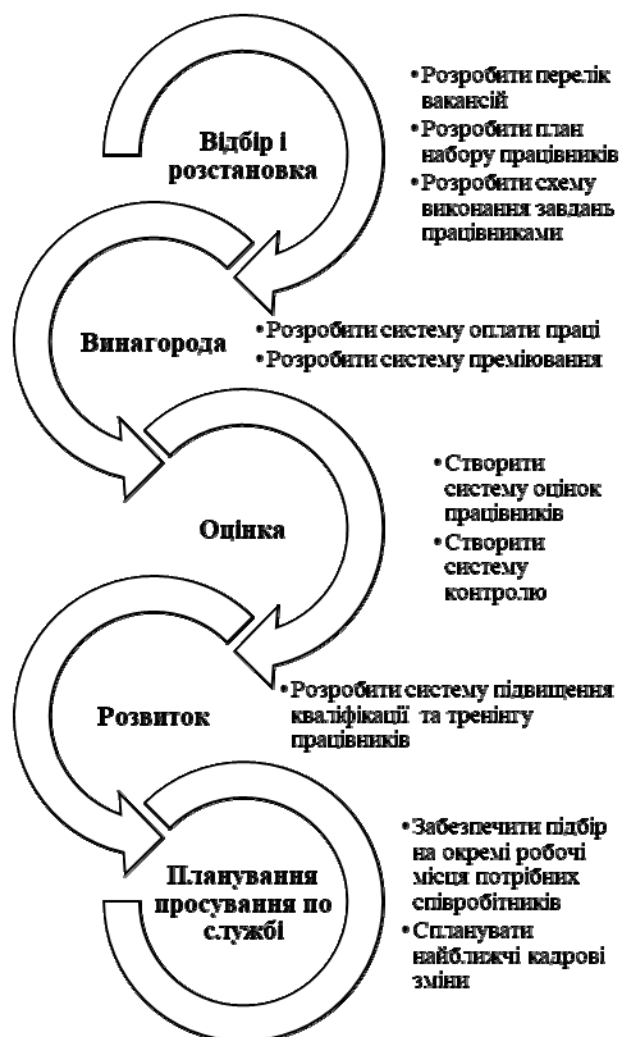 Відбір і
розстановка
• Розробити перелік
вакансій
• Розробити план
набору працівників
• Розробити схему
виконання завдань
працівниками
Винагорода
• Розробити систему оплати праці
• Розробити систему преміювання
Оцінка
• Створити
систему оцінок
працівників
• Створити
систему
контролю
Розвиток
• Розробити систему підвищення
кваліфікації та тренінгу
працівників
Планування
просування по
службі
• Забезпечити підбір
на окремі робочі
місця потрібних
співробітників
• Спланувати
найближчі кадрові
зміни